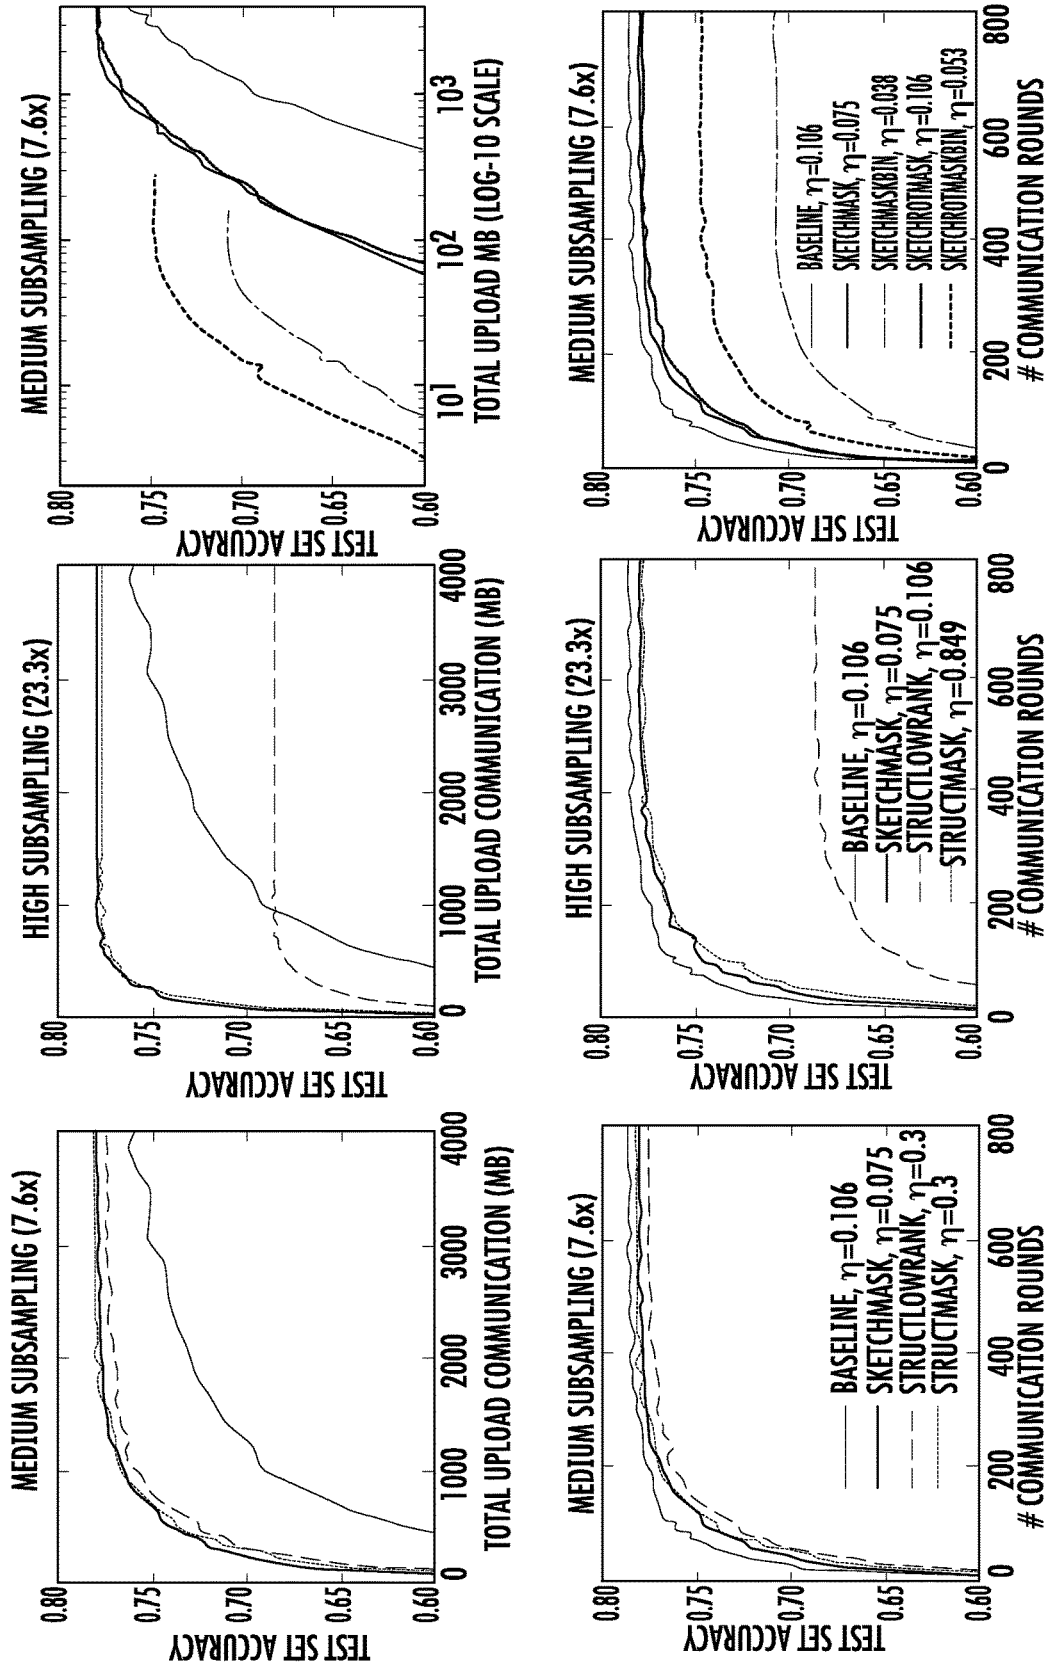 MEDIUM SUBSAMPLING (7.6x)
TEST SET ACCURACY
0.80
0.75
0.70
0.65
0.60
0
1000
2000
3000
4000
TOTAL UPLOAD COMMUNICATION (MB)
HIGH SUBSAMPLING (23.3x)
TEST SET ACCURACY
0.80
0.75
0.70
0.65
0.60
0
1000
2000
3000
4000
TOTAL UPLOAD COMMUNICATION (MB)
MEDIUM SUBSAMPLING (7.6x)
TEST SET ACCURACY
0.80
0.75
0.70
0.65
0.60
10¹
10²
10³
TOTAL UPLOAD MB (LOG-10 SCALE)
MEDIUM SUBSAMPLING (7.6x)
TEST SET ACCURACY
0.80
0.75
0.70
0.65
0.60
BASELINE, η=0.106
SKETCHMASK, η=0.075
STRUCTLOWRANK, η=0.3
STRUCTMASK, η=0.3
0
200
400
600
800
# COMMUNICATION ROUNDS
HIGH SUBSAMPLING (23.3x)
TEST SET ACCURACY
0.80
0.75
0.70
0.65
0.60
BASELINE, η=0.106
SKETCHMASK, η=0.075
STRUCTLOWRANK, η=0.106
STRUCTMASK, η=0.849
0
200
400
600
800
# COMMUNICATION ROUNDS
MEDIUM SUBSAMPLING (7.6x)
TEST SET ACCURACY
0.80
0.75
0.70
0.65
0.60
BASELINE, η=0.106
SKETCHMASK, η=0.075
SKETCHMASKBIN, η=0.038
SKETCHROTMASK, η=0.106
SKETCHROTMASKBIN, η=0.053
0
200
400
600
800
# COMMUNICATION ROUNDS